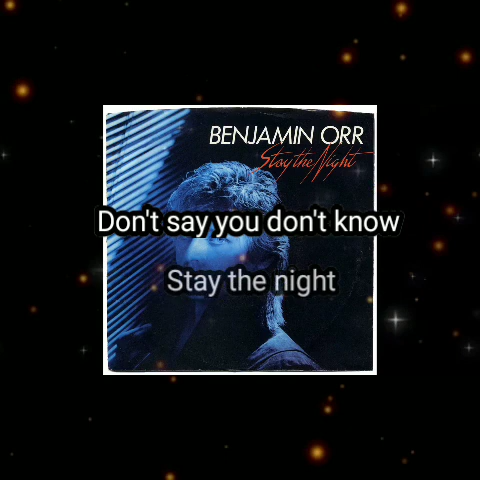 BENJAMIN ORR
Stay the Night
Don't say you don't know
Stay the night